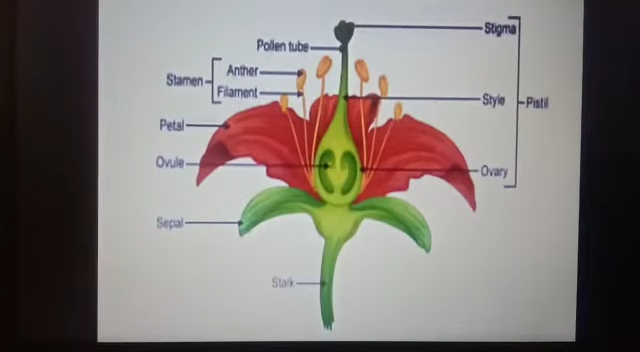 Stigma
Pollen tube
Anther
Stamen
Filament
Style
Pistil
Petal
Ovule
Ovary
Sepal
Stalk